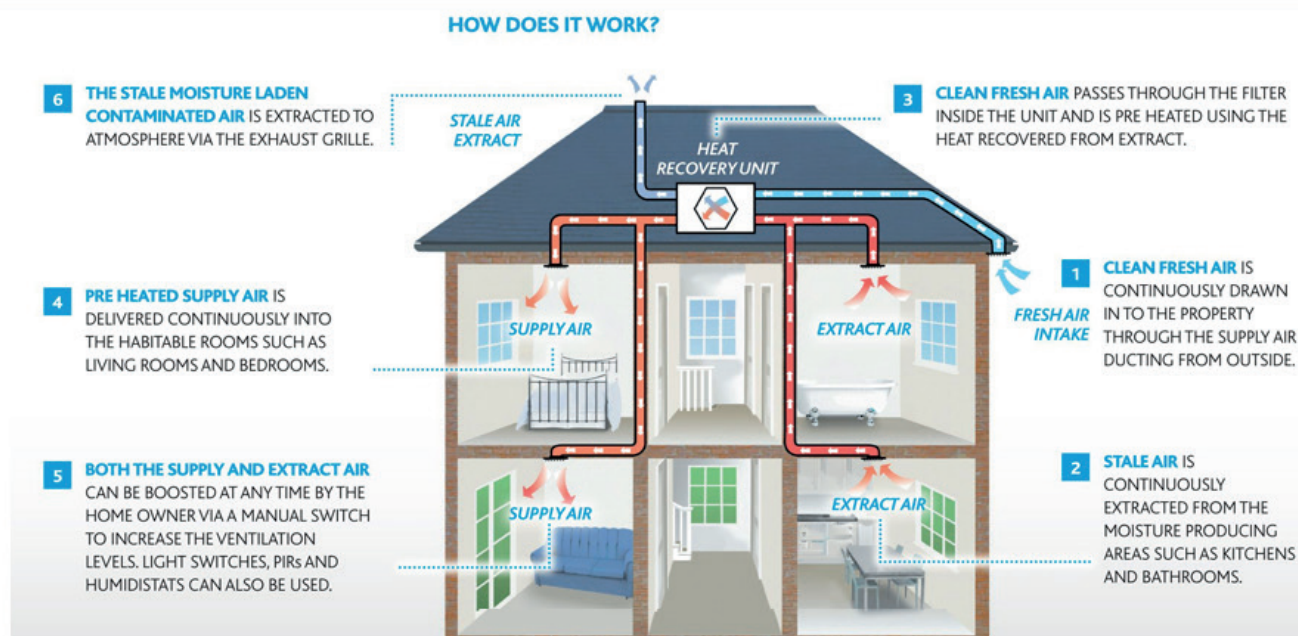 HOW DOES IT WORK?
6
THE STALE MOISTURE LADEN
CONTAMINATED AIR IS EXTRACTED TO
ATMOSPHERE VIA THE EXHAUST GRILLE.
STALE AIR
EXTRACT
HEAT
RECOVERY UNIT
3
CLEAN FRESH AIR PASSES THROUGH THE FILTER
INSIDE THE UNIT AND IS PRE HEATED USING THE
HEAT RECOVERED FROM EXTRACT.
4
PRE HEATED SUPPLY AIR IS
DELIVERED CONTINUOUSLY INTO
THE HABITABLE ROOMS SUCH AS
LIVING ROOMS AND BEDROOMS.
SUPPLY AIR
EXTRACT AIR
FRESH AIR
INTAKE
1
CLEAN FRESH AIR IS
CONTINUOUSLY DRAWN
IN TO THE PROPERTY
THROUGH THE SUPPLY AIR
DUCTING FROM OUTSIDE.
5
BOTH THE SUPPLY AND EXTRACT AIR
CAN BE BOOSTED AT ANY TIME BY THE
HOME OWNER VIA A MANUAL SWITCH
TO INCREASE THE VENTILATION
LEVELS. LIGHT SWITCHES, PIRs AND
HUMIDISTATS CAN ALSO BE USED.
SUPPLY AIR
EXTRACT AIR
2
STALE AIR IS
CONTINUOUSLY
EXTRACTED FROM THE
MOISTURE PRODUCING
AREAS SUCH AS KITCHENS
AND BATHROOMS.